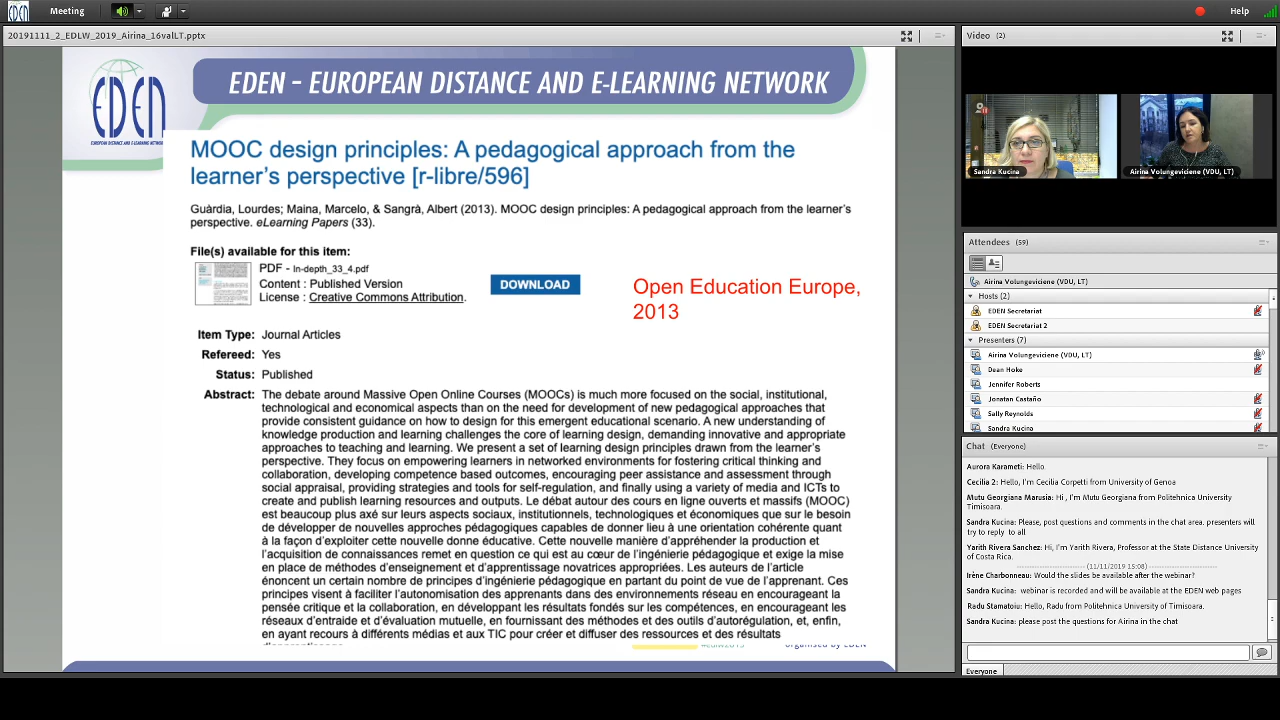 Meeting
Help
20191111_2_EDLW_2019_Airina_16valLT.pptx
EDEN
EUROPEAN DISTANCE AND E-LEARNING NETWORK
EDEN – EUROPEAN DISTANCE AND E-LEARNING NETWORK
MOOC design principles: A pedagogical approach from the
learner's perspective [r-libre/596]
Guàrdia, Lourdes; Maina, Marcelo, & Sangrà, Albert (2013). MOOC design principles: A pedagogical approach from the learner's
perspective. eLearning Papers (33).
File(s) available for this item:
PDF - In-depth_33_4.pdf
Content : Published Version
License : Creative Commons Attribution.
DOWNLOAD
Open Education Europe,
2013
Item Type: Journal Articles
Refereed: Yes
Status: Published
Abstract: The debate around Massive Open Online Courses (MOOCs) is much more focused on the social, institutional,
technological and economical aspects than on the need for development of new pedagogical approaches that
provide consistent guidance on how to design for this emergent educational scenario. A new understanding of
knowledge production and learning challenges the core of learning design, demanding innovative and appropriate
approaches to teaching and learning. We present a set of learning design principles drawn from the learner's
perspective. They focus on empowering learners in networked environments for fostering critical thinking and
collaboration, developing competence based outcomes, encouraging peer assistance and assessment through
social appraisal, providing strategies and tools for self-regulation, and finally using a variety of media and ICTs to
create and publish learning resources and outputs. Le débat autour des cours en ligne ouverts et massifs (MOOC)
est beaucoup plus axé sur leurs aspects sociaux, institutionnels, technologiques et économiques que sur le besoin
de développer de nouvelles approches pédagogiques capables de donner lieu à une orientation cohérente quant
à la façon d'exploiter cette nouvelle donne éducative. Cette nouvelle manière d'appréhender la production et
l'acquisition de connaissances remet en question ce qui est au cœur de l'ingénierie pédagogique et exige la mise
en place de méthodes d'enseignement et d'apprentissage novatrices appropriées. Les auteurs de l'article
énoncent un certain nombre de principes d'ingénierie pédagogique en partant du point de vue de l'apprenant. Ces
principes visent à faciliter l'autonomisation des apprenants dans des environnements réseau en encourageant la
pensée critique et la collaboration, en développant les résultats fondés sur les compétences, en encourageant les
réseaux d'entraide et d'évaluation mutuelle, en fournissant des méthodes et des outils d'autorégulation, et, enfin,
en ayant recours à différents médias et aux TIC pour créer et diffuser des ressources et des résultats
Video (2)
Sandra Kucina
Airina Volungeviciene (VDU, LT)
Attendees (59)
Airina Volungeviciene (VDU, LT)
Hosts (2)
EDEN Secretariat
EDEN Secretariat 2
Presenters (7)
Airina Volungeviciene (VDU, LT)
Dean Hoke
Jennifer Roberts
Jonatan Castaño
Sally Reynolds
Sandra Kucina
Chat (Everyone)
Aurora Karameti: Hello
Cecilia 2: Hello, I'm Cecilia Corpetti from University of Genoa
Mutu Georgiana Marusia: Hi , I'm Mutu Georgiana from Politehnica University
Timisoara.
Sandra Kucina: Please, post questions and comments in the chat area. presenters will
try to reply to all
Yarith Rivera Sanchez: Hi, I'm Yarith Rivera, Professor at the State Distance University
of Costa Rica.
(11/11/2019 15:08)
Irène Charbonneau: Would the slides be available after the webinar?
Sandra Kucina: webinar is recorded and will be available at the EDEN web pages
Radu Stamatoiu: Hello, Radu from Politehnica University of Timisoara.
Sandra Kucina: please post the questions for Airina in the chat
Everyone